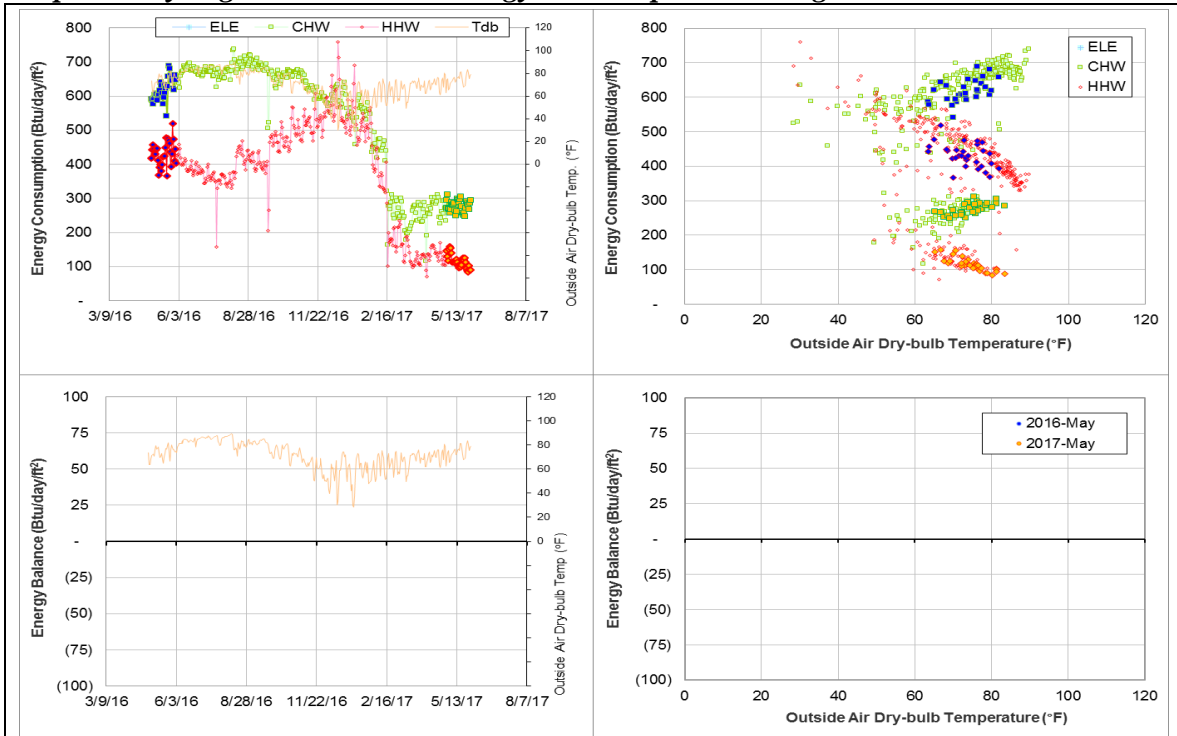 ELE CHW HHW Tdb
800
700
600
500
400
300
200
100
-
Energy Consumption (Btu/day/ft²)
120
100
80
60
40
20
0
Outside Air Dry-bulb Temp. (°F)
3/9/16 6/3/16 8/28/16 11/22/16 2/16/17 5/13/17 8/7/17
ELE
CHW
HHW
800
700
600
500
400
300
200
100
-
Energy Consumption (Btu/day/ft²)
0 20 40 60 80 100 120
Outside Air Dry-bulb Temperature (°F)
100
75
50
25
-
(25)
(50)
(75)
(100)
Energy Balance (Btu/day/ft²)
120
100
80
60
40
20
0
Outside Air Dry-bulb Temp (°F)
3/9/16 6/3/16 8/28/16 11/22/16 2/16/17 5/13/17 8/7/17
2016-May
2017-May
100
75
50
25
-
(25)
(50)
(75)
(100)
Energy Balance (Btu/day/ft²)
0 20 40 60 80 100 120
Outside Air Dry-bulb Temperature (°F)